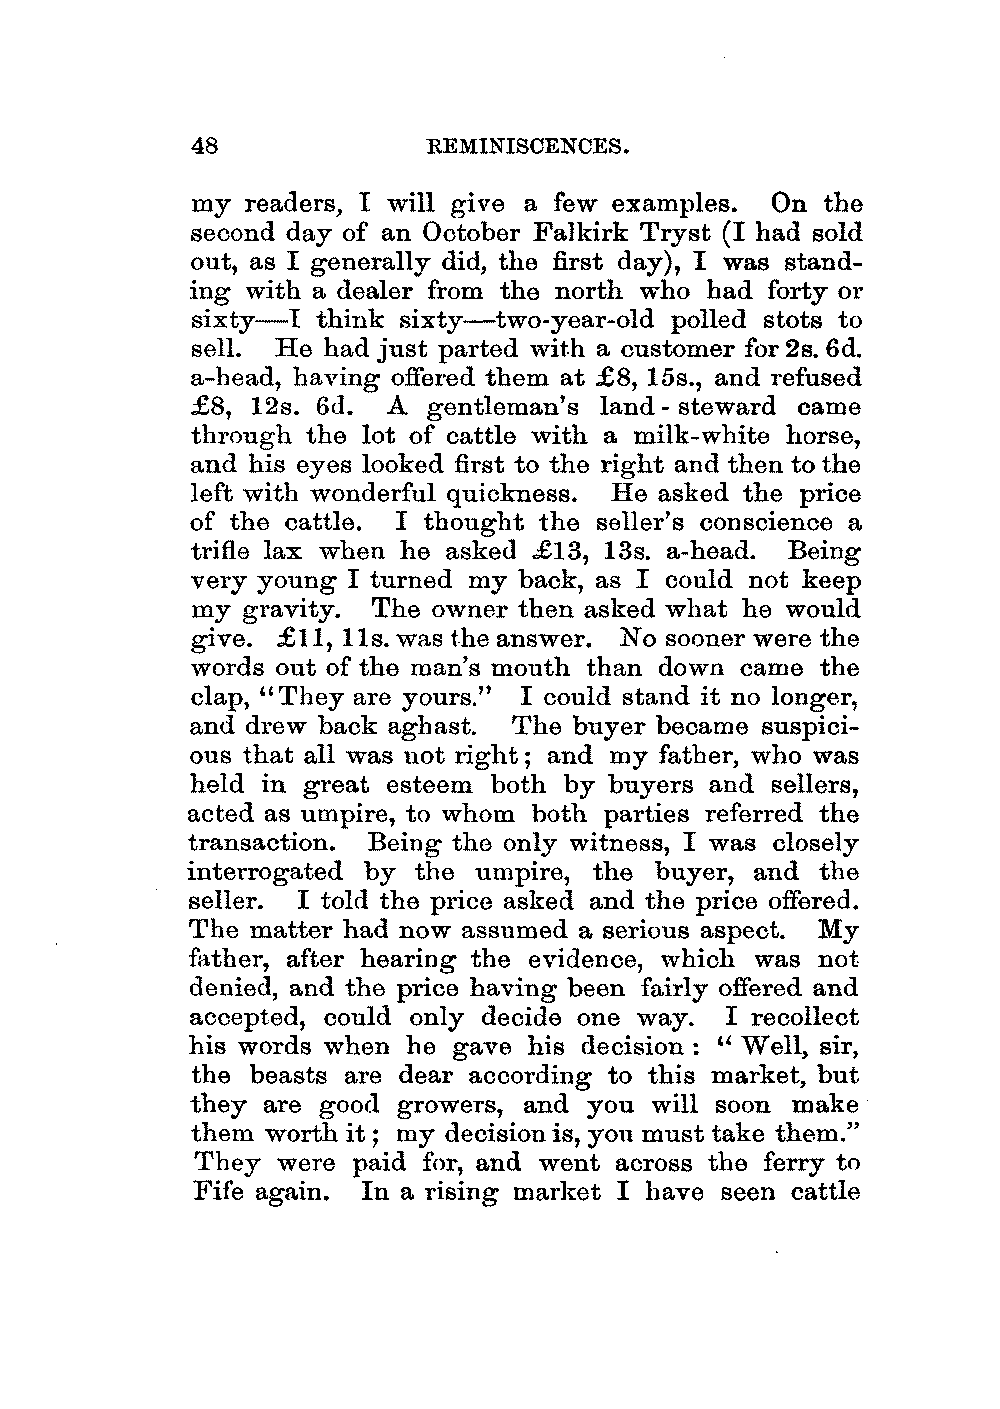 48 REMINISCENCES.
my readers, I will give a few examples. On the
second day of an October Falkirk Tryst (I had sold
out, as I generally did, the first day), I was stand-
ing with a dealer from the north who had forty or
sixty—I think sixty—two-year-old polled stots to
sell. He had just parted with a customer for 2s. 6d.
a-head, having offered them at £8, 15s., and refused
£8, 12s. 6d. A gentleman's land-steward came
through the lot of cattle with a milk-white horse,
and his eyes looked first to the right and then to the
left with wonderful quickness. He asked the price
of the cattle. I thought the seller's conscience a
trifle lax when he asked £13, 13s. a-head. Being
very young I turned my back, as I could not keep
my gravity. The owner then asked what he would
give. £11, 11s. was the answer. No sooner were the
words out of the man's mouth than down came the
clap, "They are yours." I could stand it no longer,
and drew back aghast. The buyer became suspici-
ous that all was not right; and my father, who was
held in great esteem both by buyers and sellers,
acted as umpire, to whom both parties referred the
transaction. Being the only witness, I was closely
interrogated by the umpire, the buyer, and the
seller. I told the price asked and the price offered.
The matter had now assumed a serious aspect. My
father, after hearing the evidence, which was not
denied, and the price having been fairly offered and
accepted, could only decide one way. I recollect
his words when he gave his decision: "Well, sir,
the beasts are dear according to this market, but
they are good growers, and you will soon make
them worth it; my decision is, you must take them."
They were paid for, and went across the ferry to
Fife again. In a rising market I have seen cattle